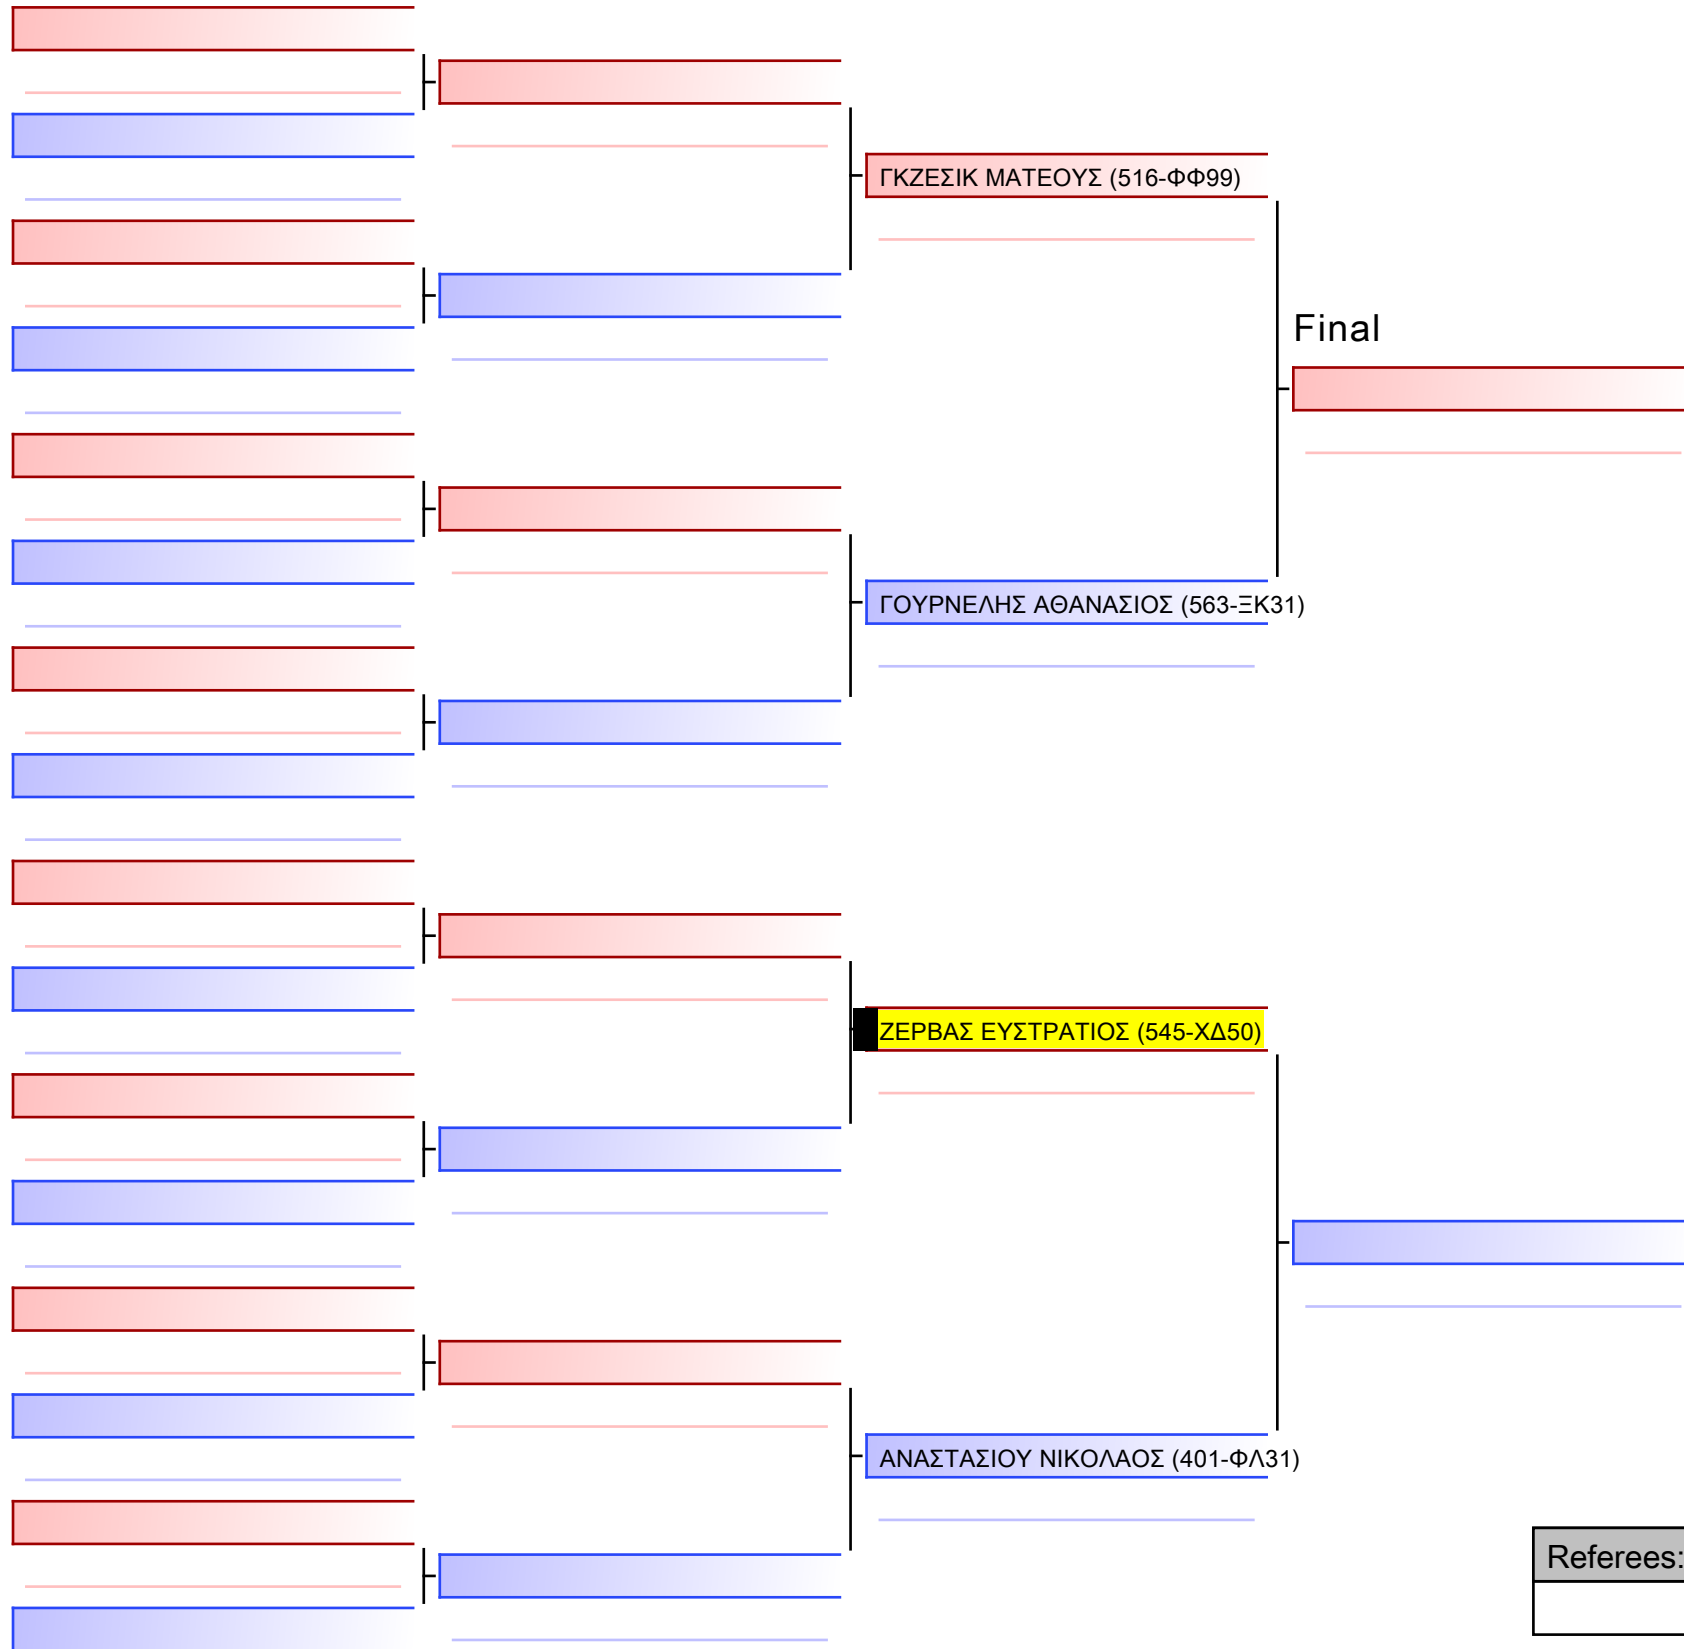 ΓΚΖΕΣΙΚ ΜΑΤΕΟΥΣ (516-ΦΦ99)
Final
ΓΟΥΡΝΕΛΗΣ ΑΘΑΝΑΣΙΟΣ (563-ΞΚ31)
ΖΕΡΒΑΣ ΕΥΣΤΡΑΤΙΟΣ (545-ΧΔ50)
ΑΝΑΣΤΑΣΙΟΥ ΝΙΚΟΛΑΟΣ (401-ΦΛ31)
Referees: